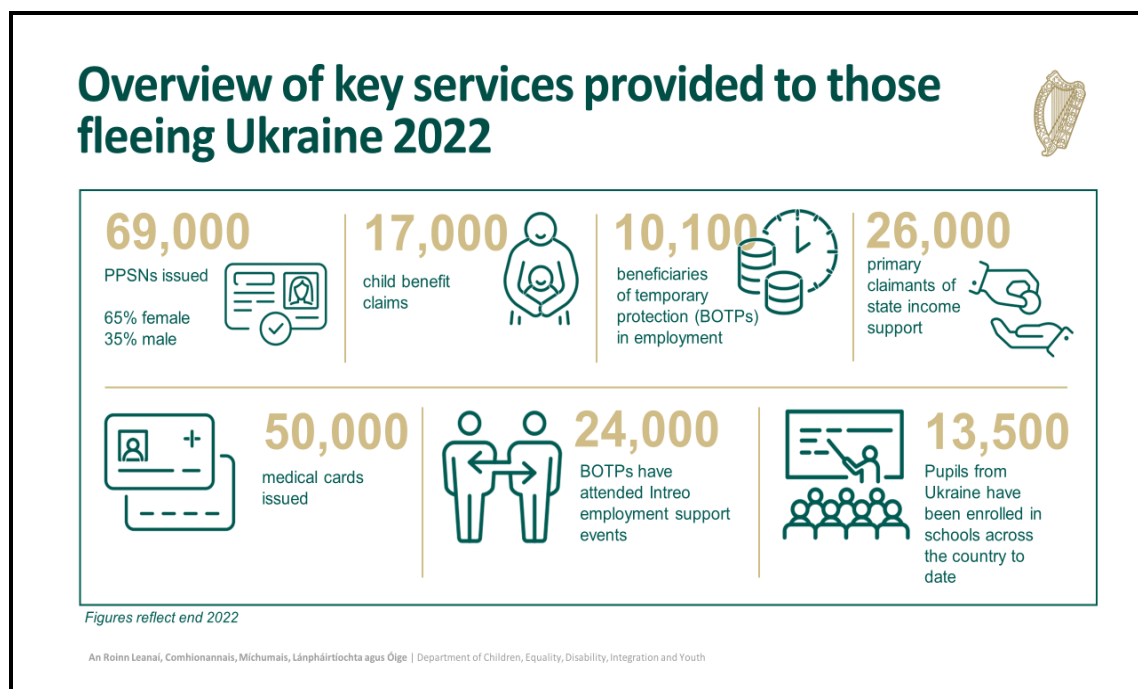 Overview of key services provided to those
fleeing Ukraine 2022
69,000
PPSNs issued
65% female
35% male
17,000
child benefit
claims
10,100
beneficiaries
of temporary
protection (BOTPs)
in employment
26,000
primary
claimants of
state income
support
50,000
medical cards
issued
24,000
BOTPs have
attended Intreo
employment support
events
13,500
Pupils from
Ukraine have
been enrolled in
schools across
the country to
date
Figures reflect end 2022
An Roinn Leanaí, Comhionannais, Míchumais, Lánpháirtíochta agus Óige | Department of Children, Equality, Disability, Integration and Youth